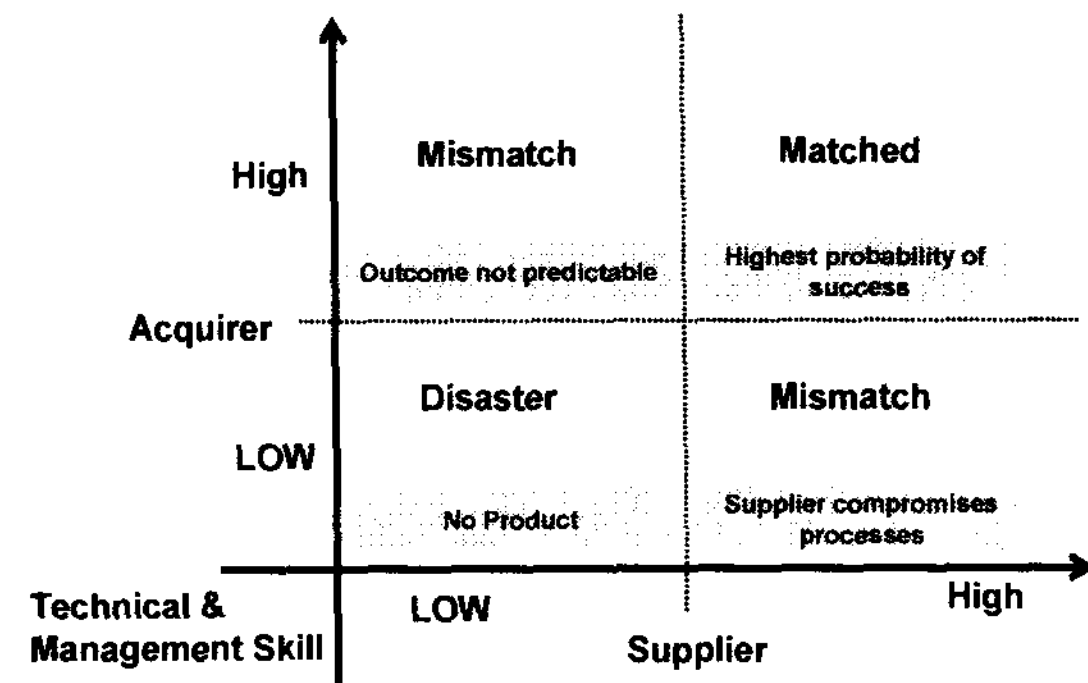 Mismatch
Matched
High
Outcome not predictable
Highest probability of
success
Acquirer
Disaster
Mismatch
LOW
No Product
Supplier compromises
processes
Technical &
Management Skill
LOW
High
Supplier